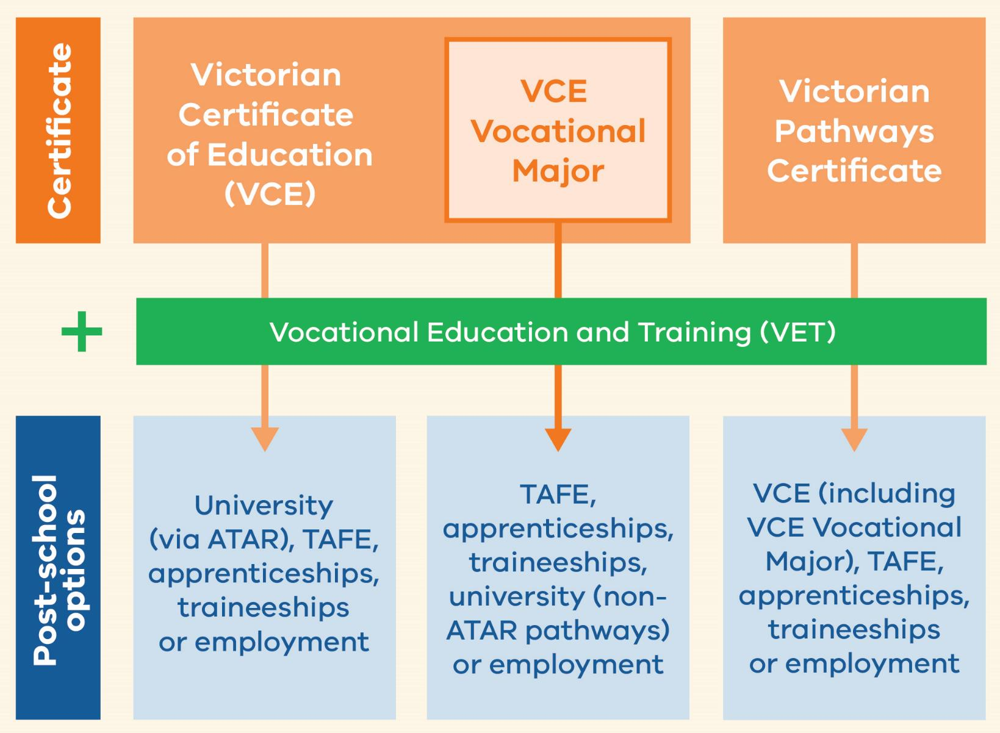 Certificate
Victorian
Certificate
of Education
(VCE)
VCE
Vocational
Major
Victorian
Pathways
Certificate
+
Vocational Education and Training (VET)
Post-school
options
University
(via ATAR), TAFE,
apprenticeships,
traineeships
or employment
TAFE,
apprenticeships,
traineeships,
university (non-
ATAR pathways)
or employment
VCE (including
VCE Vocational
Major), TAFE,
apprenticeships,
traineeships
or employment